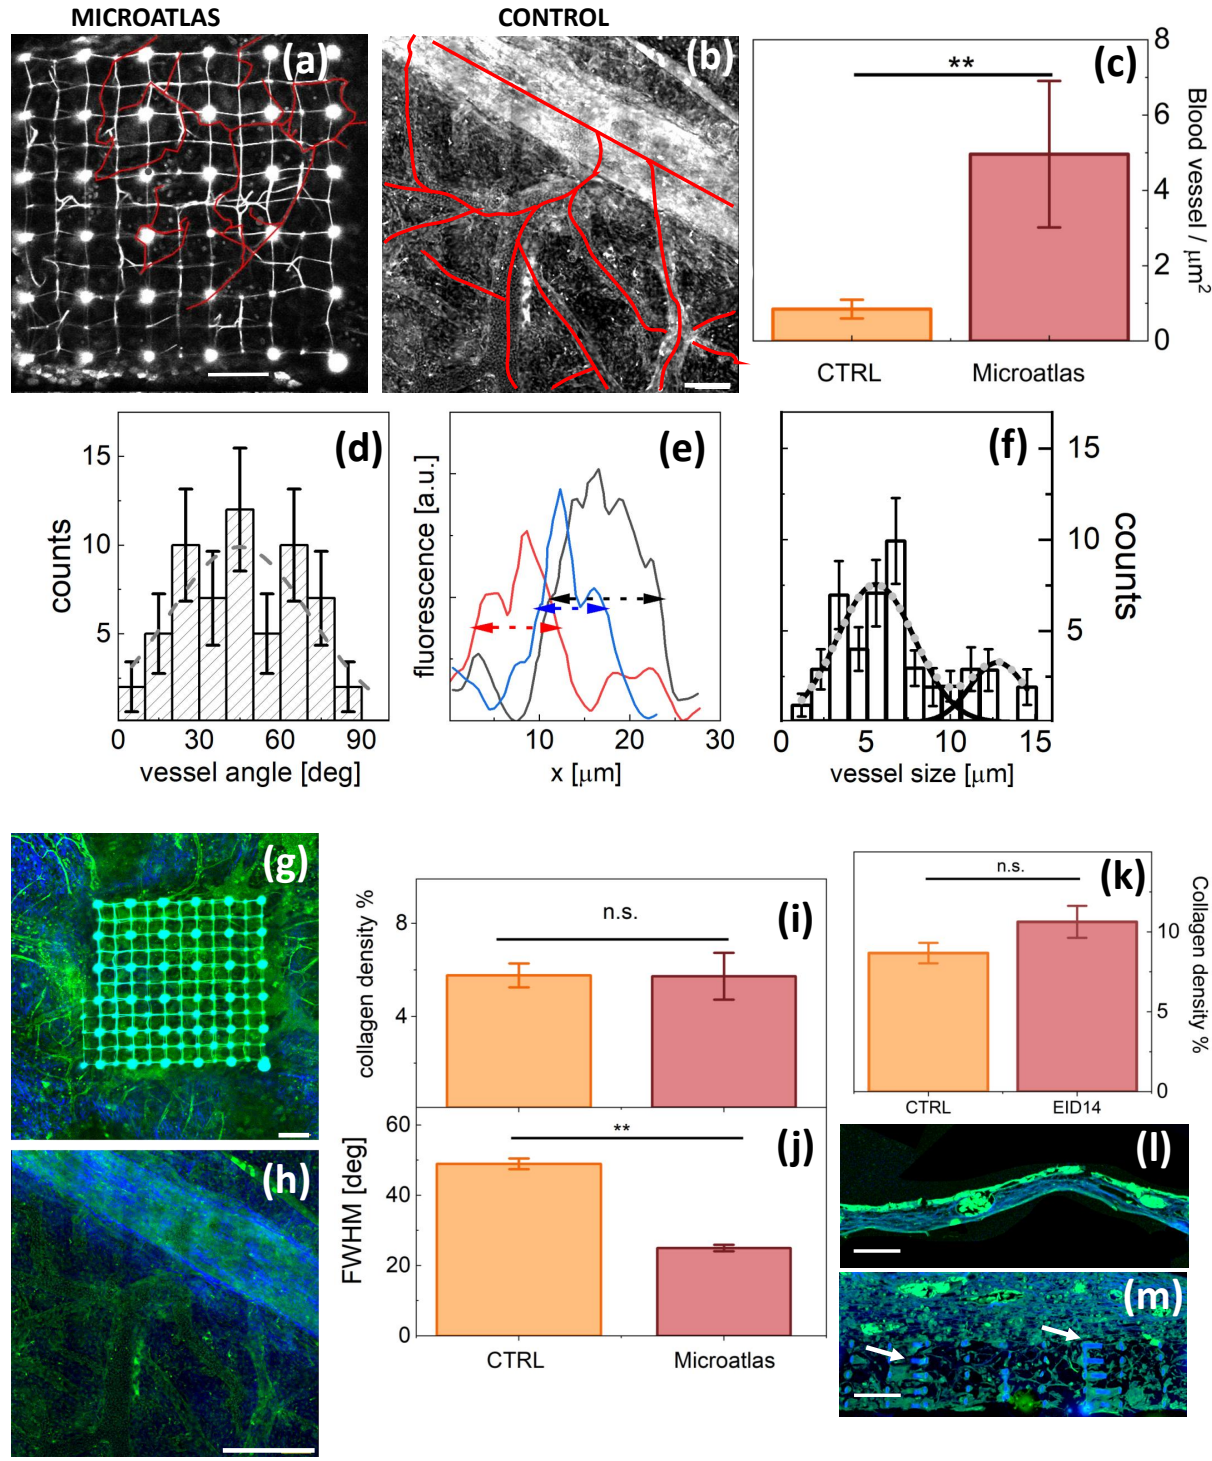 MICROATLAS
CONTROL
(a)
(b)
(c)
**
8
6
4
2
0
Blood vessel / μm²
CTRL
Microatlas
(d)
15
10
5
counts
0 30 60 90
vessel angle [deg]
(e)
fluorescence [a.u.]
10 20 30
x [μm]
(f)
15
10
5
counts
0 5 10 15
vessel size [μm]
(g)
(h)
(i)
n.s.
8
4
collagen density %
(j)
**
60
40
20
0
FWHM [deg]
CTRL
Microatlas
(k)
n.s.
10
5
0
Collagen density %
CTRL
EID14
(l)
(m)